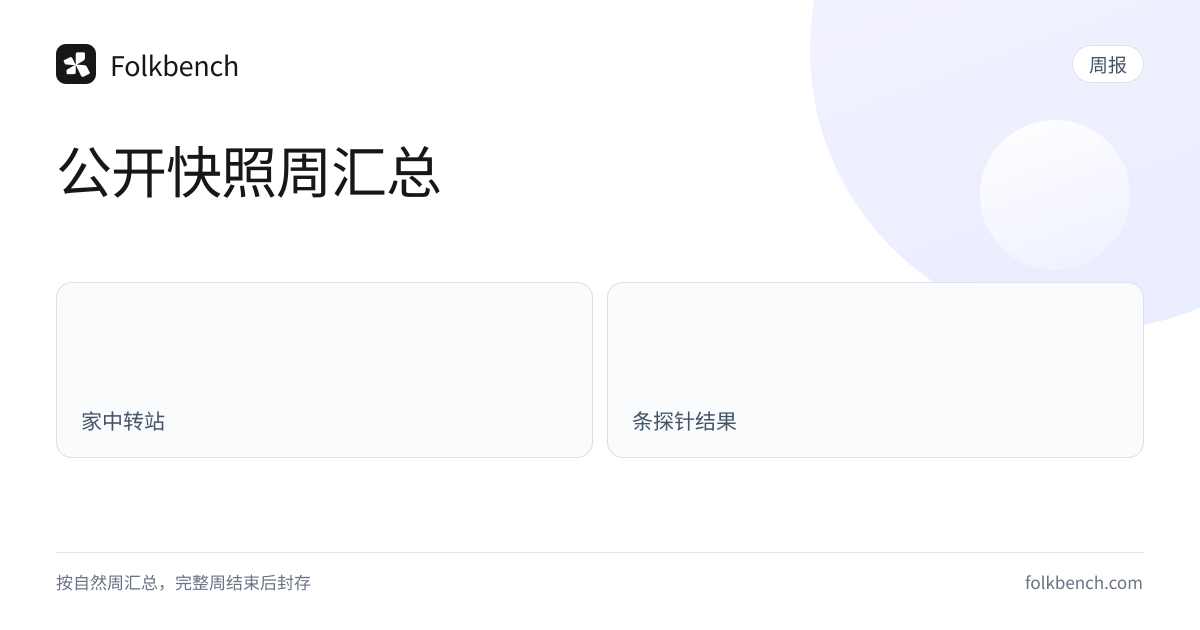 Folkbench
周报
公开快照周汇总
家中转站
条探针结果
按自然周汇总，完整周结束后封存
folkbench.com